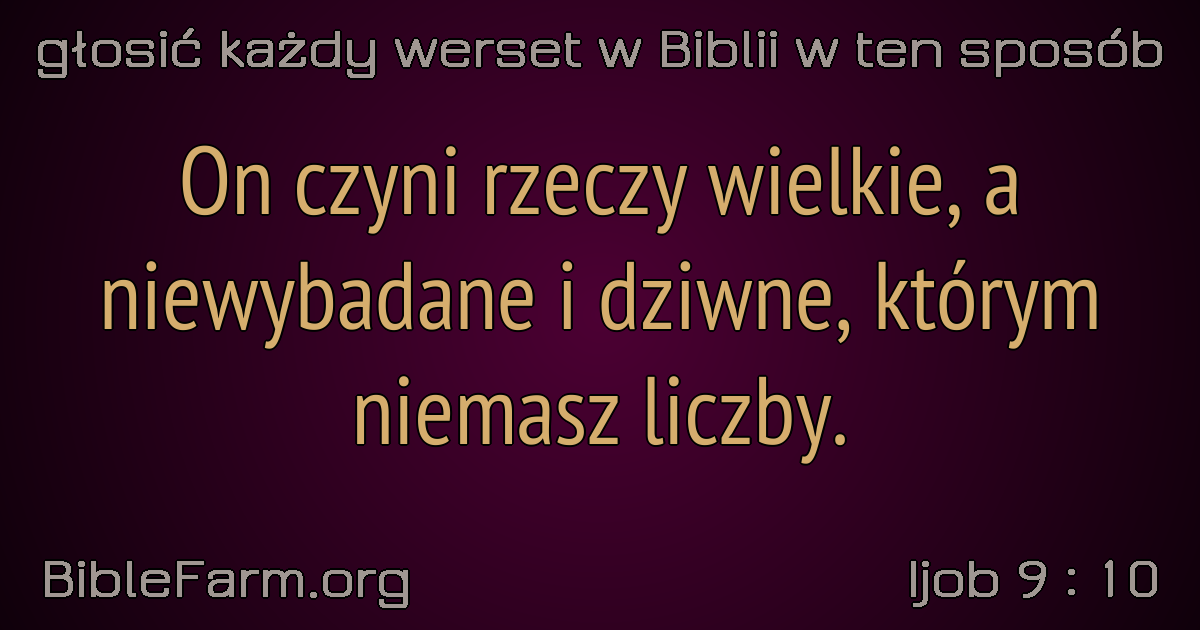 głosić każdy werset w Biblii w ten sposób
On czyni rzeczy wielkie, a
niewybadane i dziwne, którym
niemasz liczby.
BibleFarm.org
Ijob 9 : 10